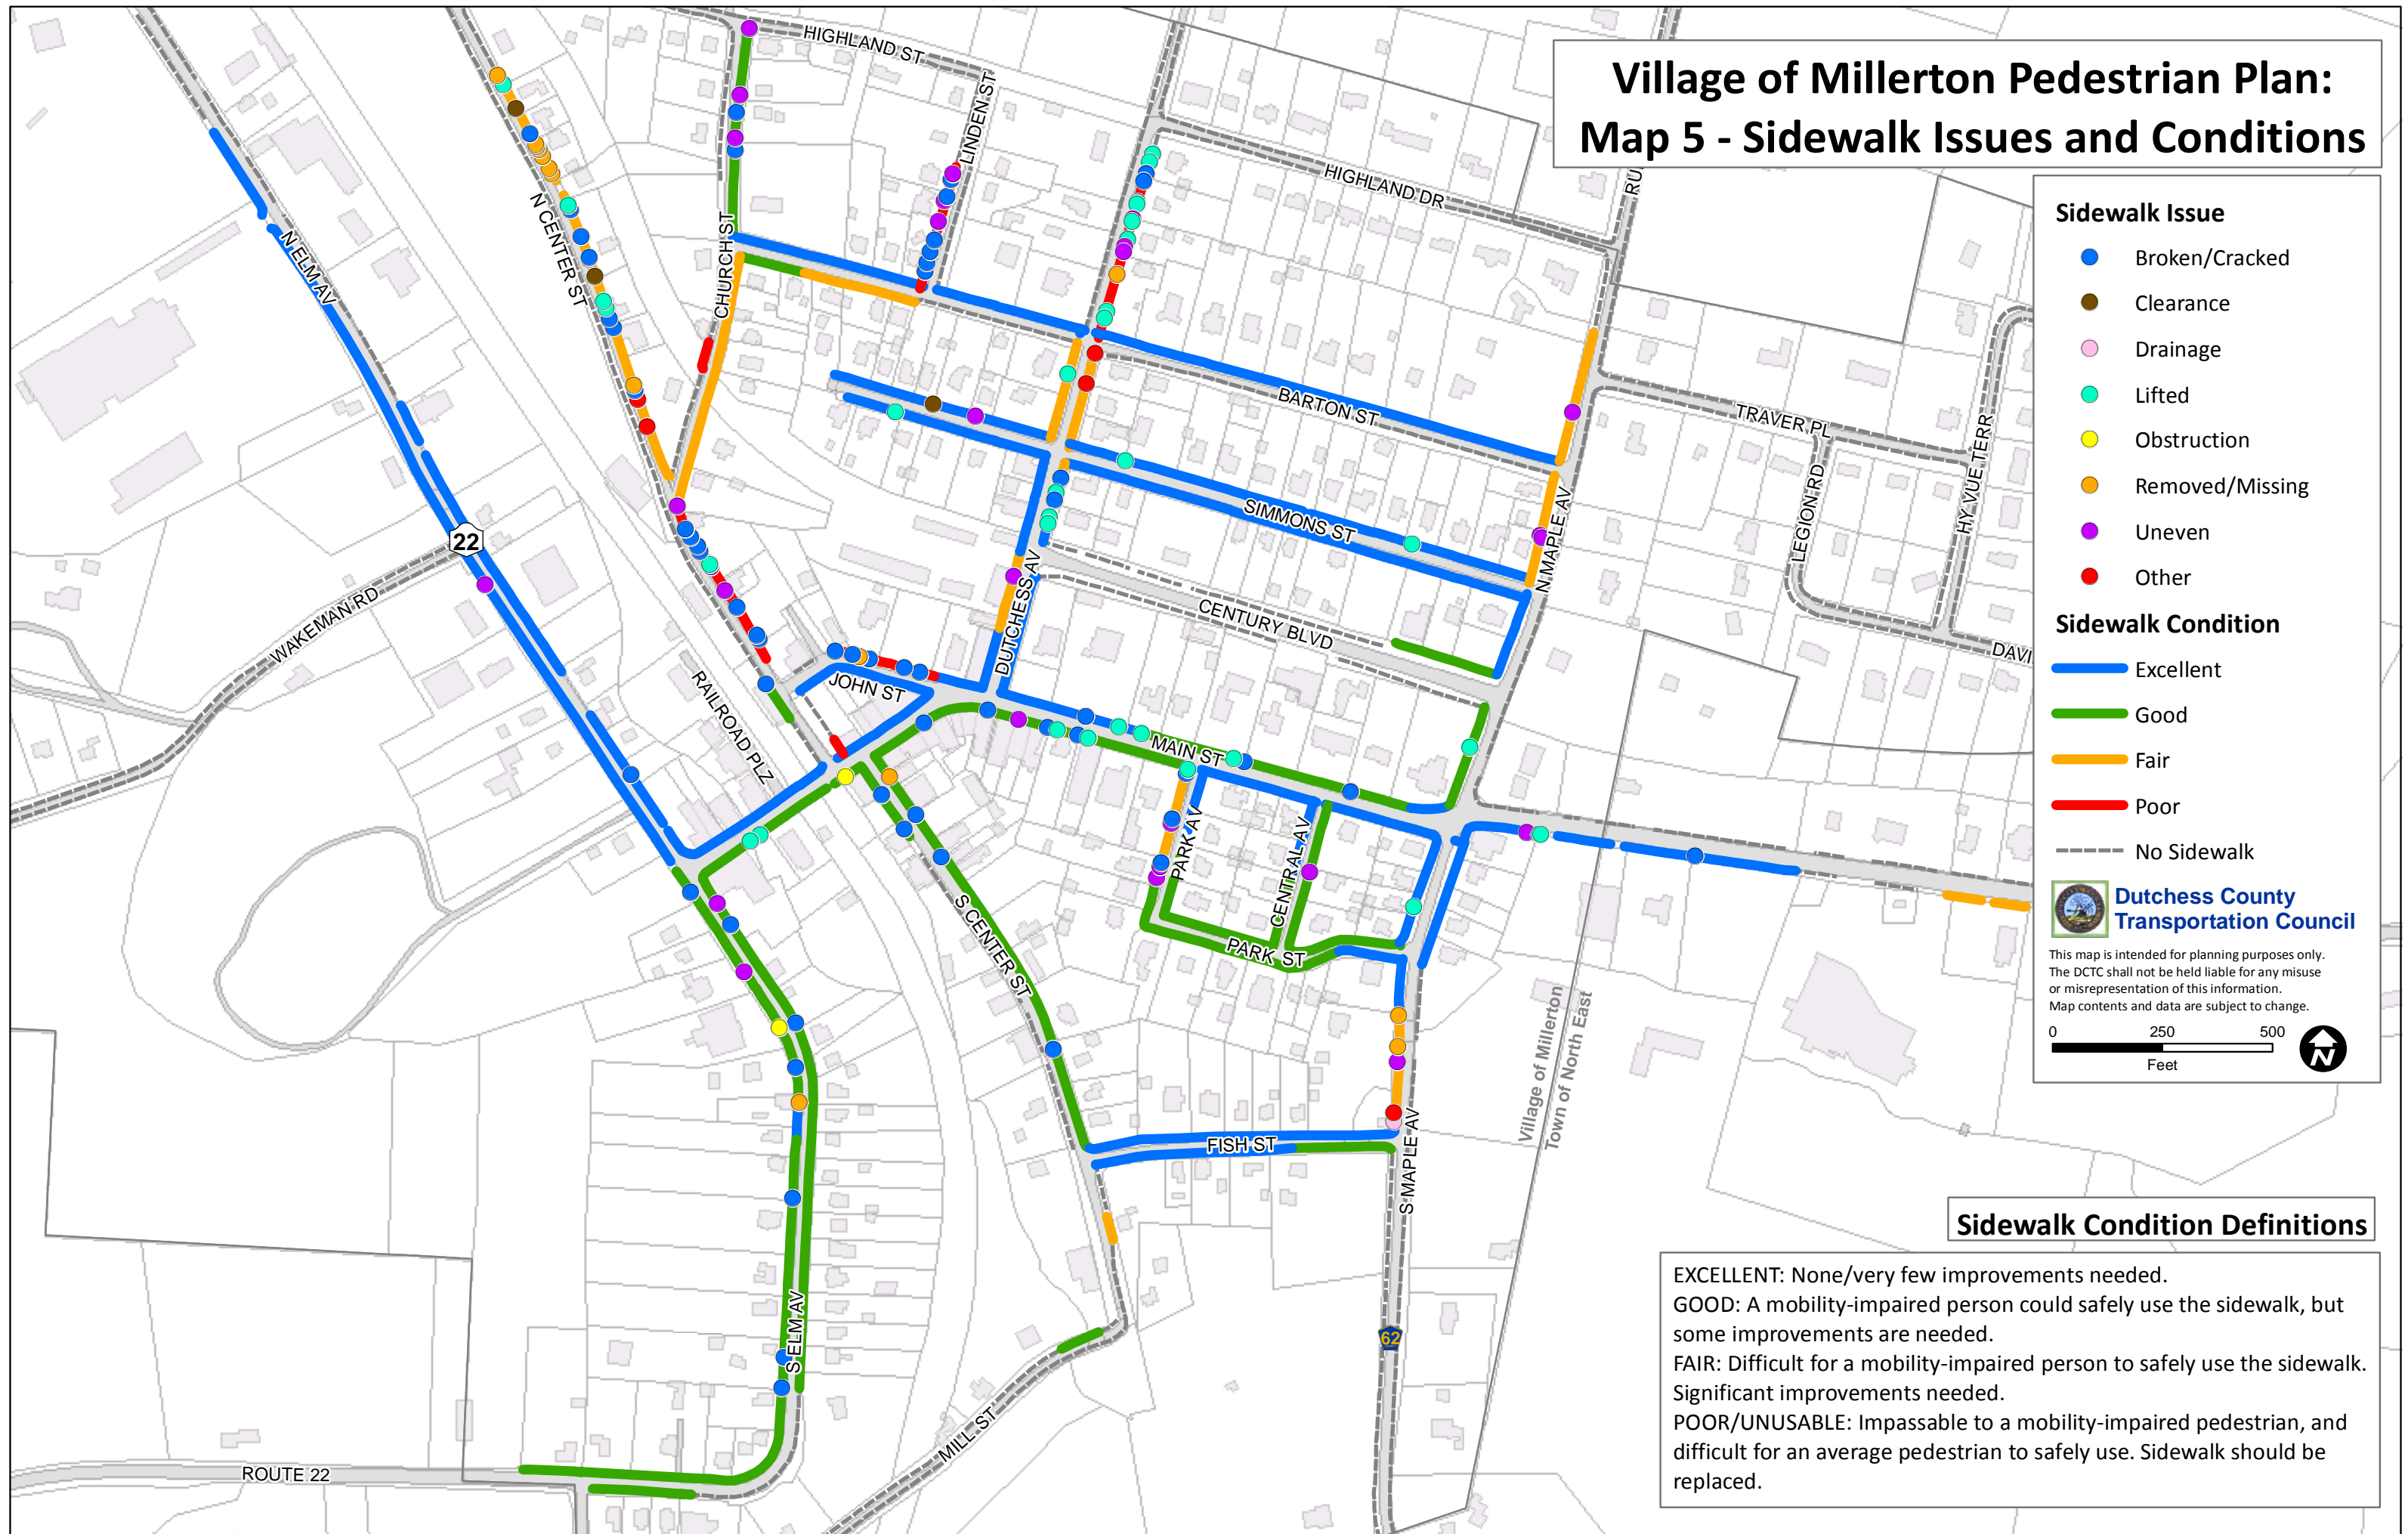 Village of Millerton Pedestrian Plan:
Map 5 - Sidewalk Issues and Conditions
Sidewalk Issue
Broken/Cracked
Clearance
Drainage
Lifted
Obstruction
Removed/Missing
Uneven
Other
Sidewalk Condition
Excellent
Good
Fair
Poor
No Sidewalk
Dutchess County
Transportation Council
This map is intended for planning purposes only.
The DCTC shall not be held liable for any misuse
or misrepresentation of this information.
Map contents and data are subject to change.
0 250 500
Feet
N
Sidewalk Condition Definitions
EXCELLENT: None/very few improvements needed.
GOOD: A mobility-impaired person could safely use the sidewalk, but
some improvements are needed.
FAIR: Difficult for a mobility-impaired person to safely use the sidewalk.
Significant improvements needed.
POOR/UNUSABLE: Impassable to a mobility-impaired pedestrian, and
difficult for an average pedestrian to safely use. Sidewalk should be
replaced.
HIGHLAND ST
LINDEN ST
HIGHLAND DR
RU
N CENTER ST
CHURCH ST
N ELM AV
BARTON ST
TRAVER PL
LEGION RD
HY VUE TERR
DAVI
SIMMONS ST
N MAPLE AV
22
WAKEMAN RD
CENTURY BLVD
DUTCHESS AV
JOHN ST
RAILROAD PLZ
MAIN ST
PARK AV
CENTRAL AV
PARK ST
S CENTER ST
Village of Millerton
Town of North East
FISH ST
S MAPLE AV
62
S ELM AV
MILL ST
ROUTE 22